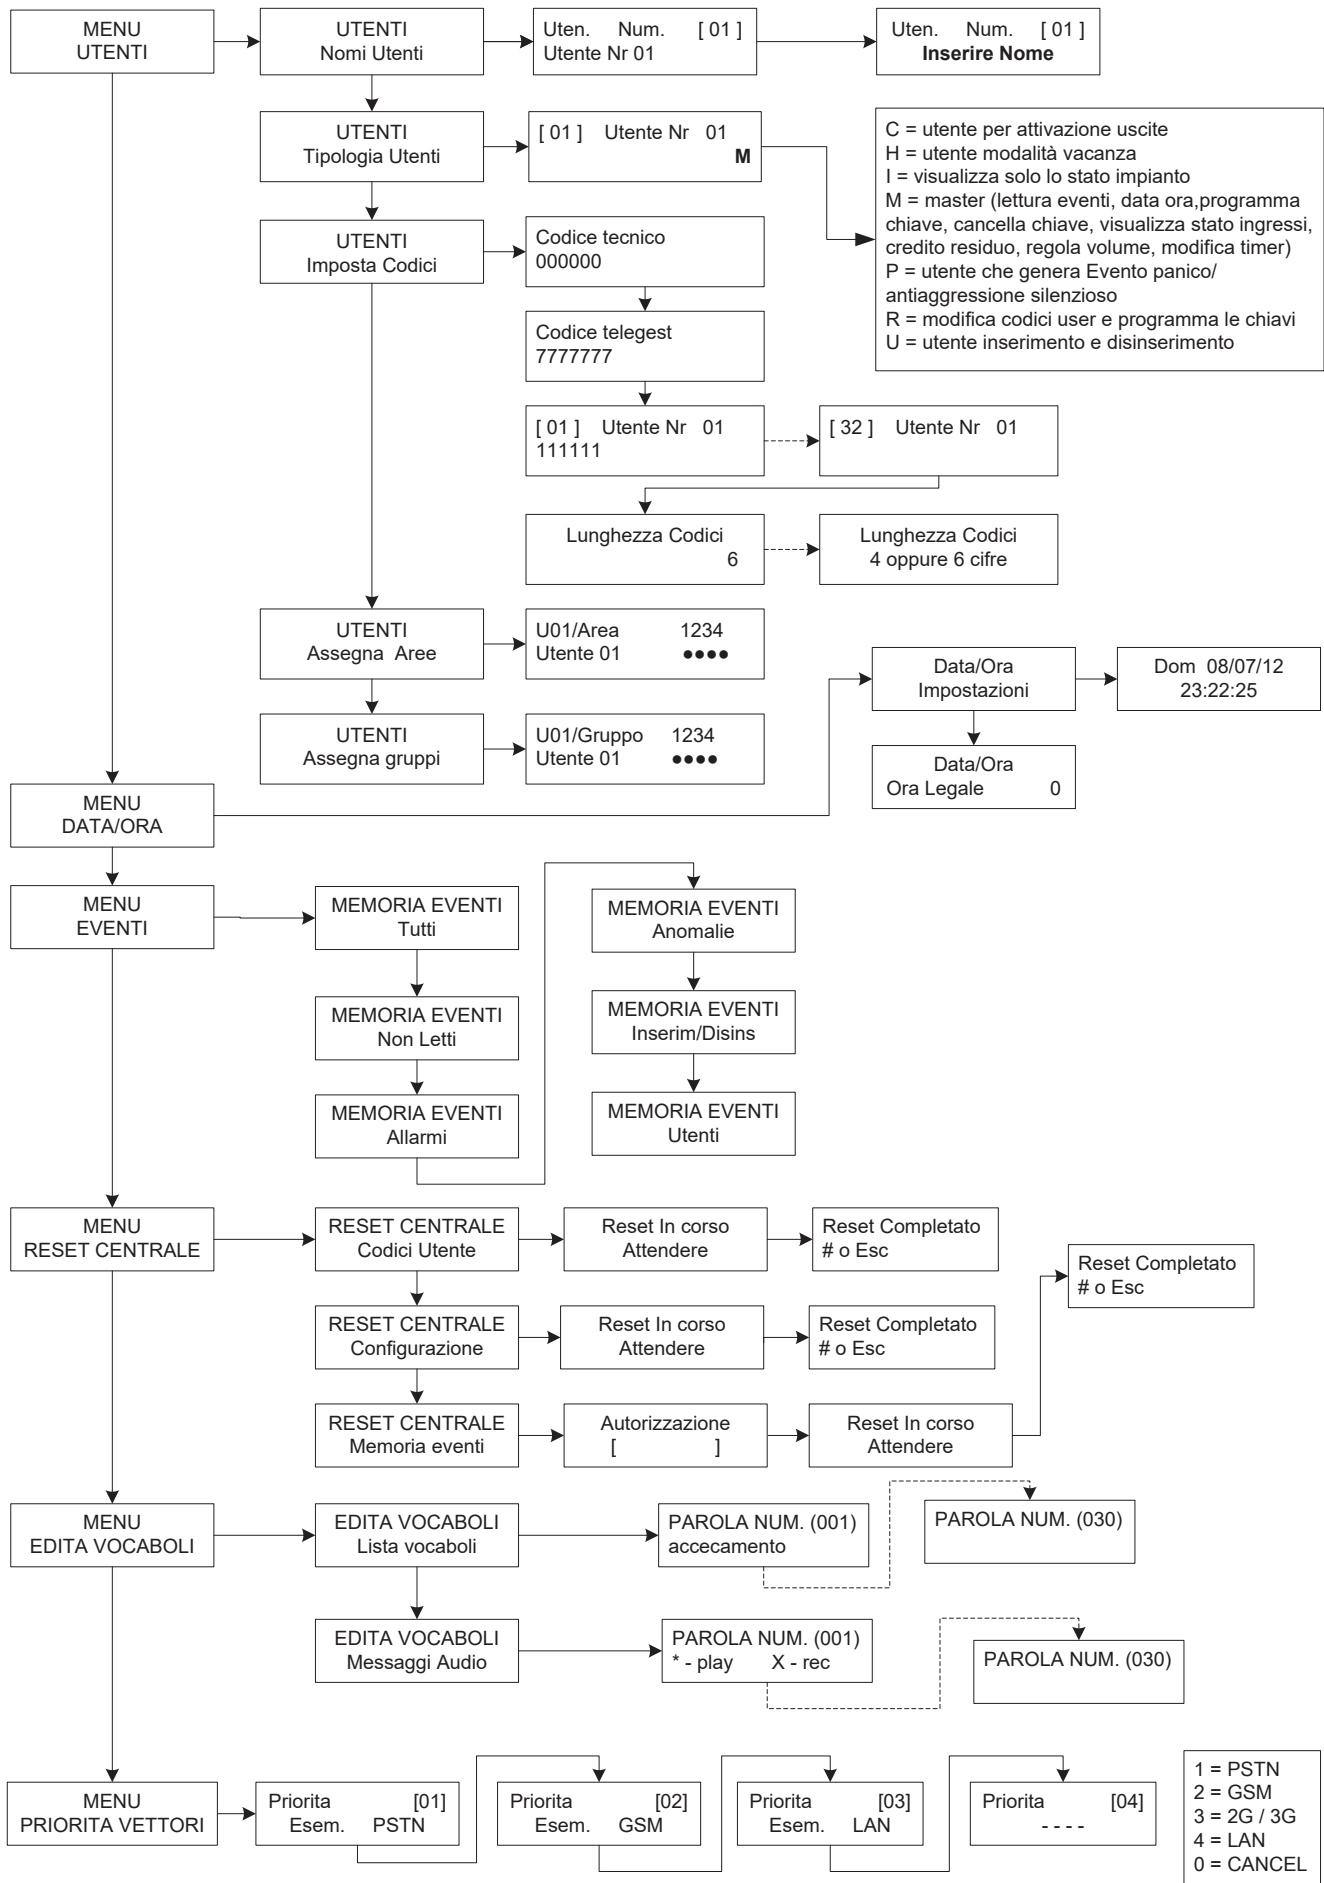 MENU
UTENTI
UTENTI
Nomi Utenti
Uten. Num. [ 01 ]
Utente Nr 01
Uten. Num. [ 01 ]
Inserire Nome
UTENTI
Tipologia Utenti
[ 01 ] Utente Nr 01
M
C = utente per attivazione uscite
H = utente modalità vacanza
I = visualizza solo lo stato impianto
M = master (lettura eventi, data ora,programma
chiave, cancella chiave, visualizza stato ingressi,
credito residuo, regola volume, modifica timer)
P = utente che genera Evento panico/
antiaggressione silenzioso
R = modifica codici user e programma le chiavi
U = utente inserimento e disinserimento
UTENTI
Imposta Codici
Codice tecnico
000000
Codice telegest
7777777
[ 01 ] Utente Nr 01
111111
[ 32 ] Utente Nr 01
Lunghezza Codici
6
Lunghezza Codici
4 oppure 6 cifre
UTENTI
Assegna Aree
U01/Area 1234
Utente 01 ●●●●
UTENTI
Assegna gruppi
U01/Gruppo 1234
Utente 01 ●●●●
MENU
DATA/ORA
Data/Ora
Impostazioni
Dom 08/07/12
23:22:25
Data/Ora
Ora Legale 0
MENU
EVENTI
MEMORIA EVENTI
Tutti
MEMORIA EVENTI
Non Letti
MEMORIA EVENTI
Allarmi
MEMORIA EVENTI
Anomalie
MEMORIA EVENTI
Inserim/Disins
MEMORIA EVENTI
Utenti
MENU
RESET CENTRALE
RESET CENTRALE
Codici Utente
Reset In corso
Attendere
Reset Completato
# o Esc
RESET CENTRALE
Configurazione
Reset In corso
Attendere
Reset Completato
# o Esc
RESET CENTRALE
Memoria eventi
Autorizzazione
[ ]
Reset In corso
Attendere
Reset Completato
# o Esc
MENU
EDITA VOCABOLI
EDITA VOCABOLI
Lista vocaboli
PAROLA NUM. (001)
accecamento
PAROLA NUM. (030)
EDITA VOCABOLI
Messaggi Audio
PAROLA NUM. (001)
* - play X - rec
PAROLA NUM. (030)
MENU
PRIORITA VETTORI
Priorita [01]
Esem. PSTN
Priorita [02]
Esem. GSM
Priorita [03]
Esem. LAN
Priorita [04]
- - - -
1 = PSTN
2 = GSM
3 = 2G / 3G
4 = LAN
0 = CANCEL